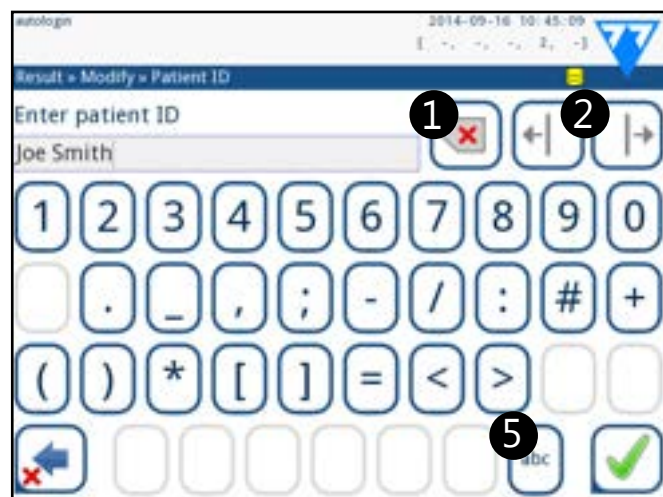 autologin 2014-09-16 10:45:09
[ -, -, -, 2, -]
Result » Modify » Patient ID
Enter patient ID
Joe Smith
1 2
1 2 3 4 5 6 7 8 9 0
. _ , ; - / : # +
( ) * [ ] = < >
5
abc